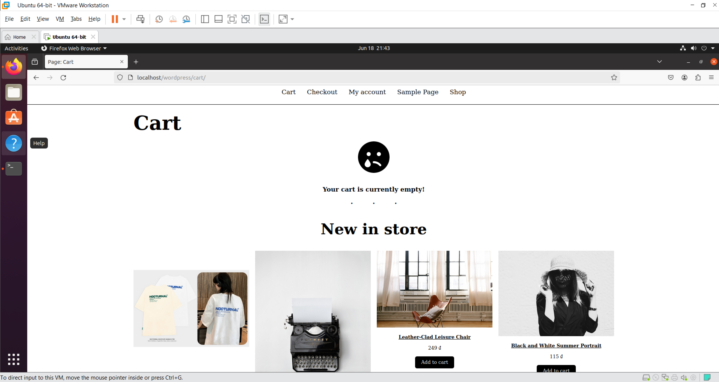 Ubuntu 64-bit - VMware Workstation
File Edit View VM Tabs Help
Home
Ubuntu 64-bit
Activities
Firefox Web Browser
Jun 18 21:43
Page: Cart
localhost/wordpress/cart/
Cart Checkout My account Sample Page Shop
Cart
Help
Your cart is currently empty!
New in store
Leather-Clad Leisure Chair
249 ₫
Add to cart
Black and White Summer Portrait
115 ₫
Add to cart
To direct input to this VM, move the mouse pointer inside or press Ctrl+G.